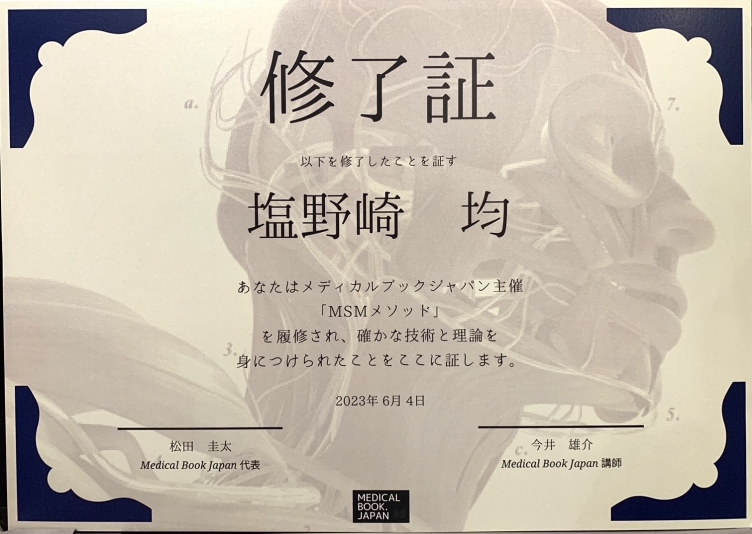 修了証
a.
7.
以下を修了したことを証す
塩野崎 均
あなたはメディカルブックジャパン主催
「MSMメソッド」
を履修され、確かな技術と理論を
3.
身につけられたことをここに証します。
2023年 6月 4日
5.
松田 圭太
Medical Book Japan 代表
今井 雄介
c.
Medical Book Japan 講師
MEDICAL
BOOK.
JAPAN